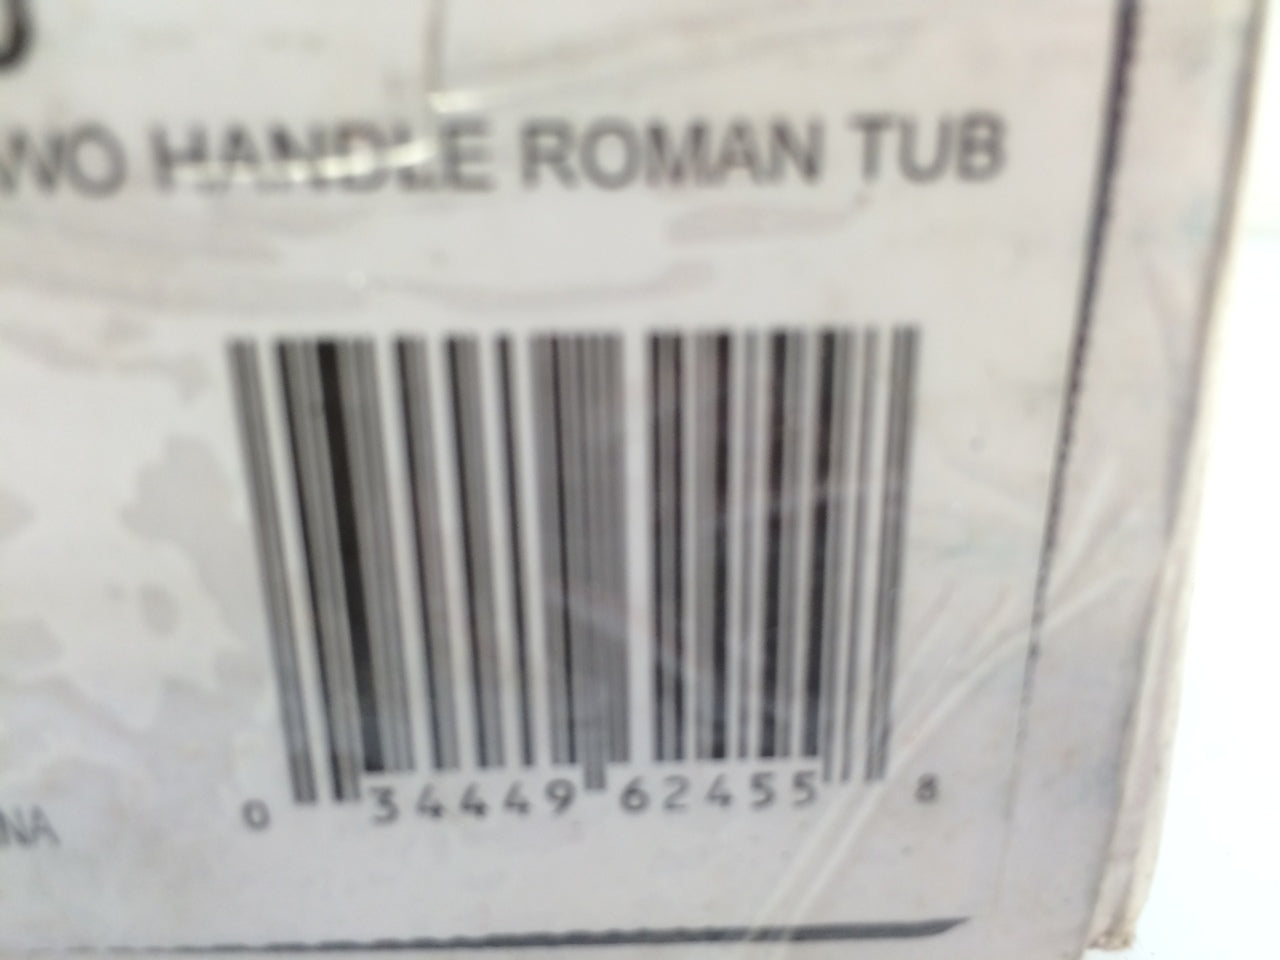 WO HANDLE ROMAN TUB
NA
0 34449 62455 8